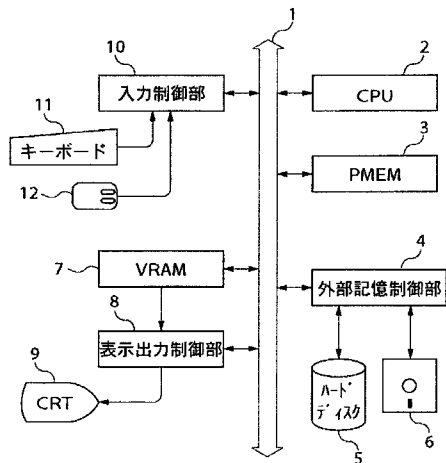 1
10
入力制御部
2
CPU
11
キーボード
3
PMEM
12
7
VRAM
4
外部記憶制御部
8
表示出力制御部
9
CRT
ﾊｰﾄﾞ
ﾃﾞｨｽｸ
5
6